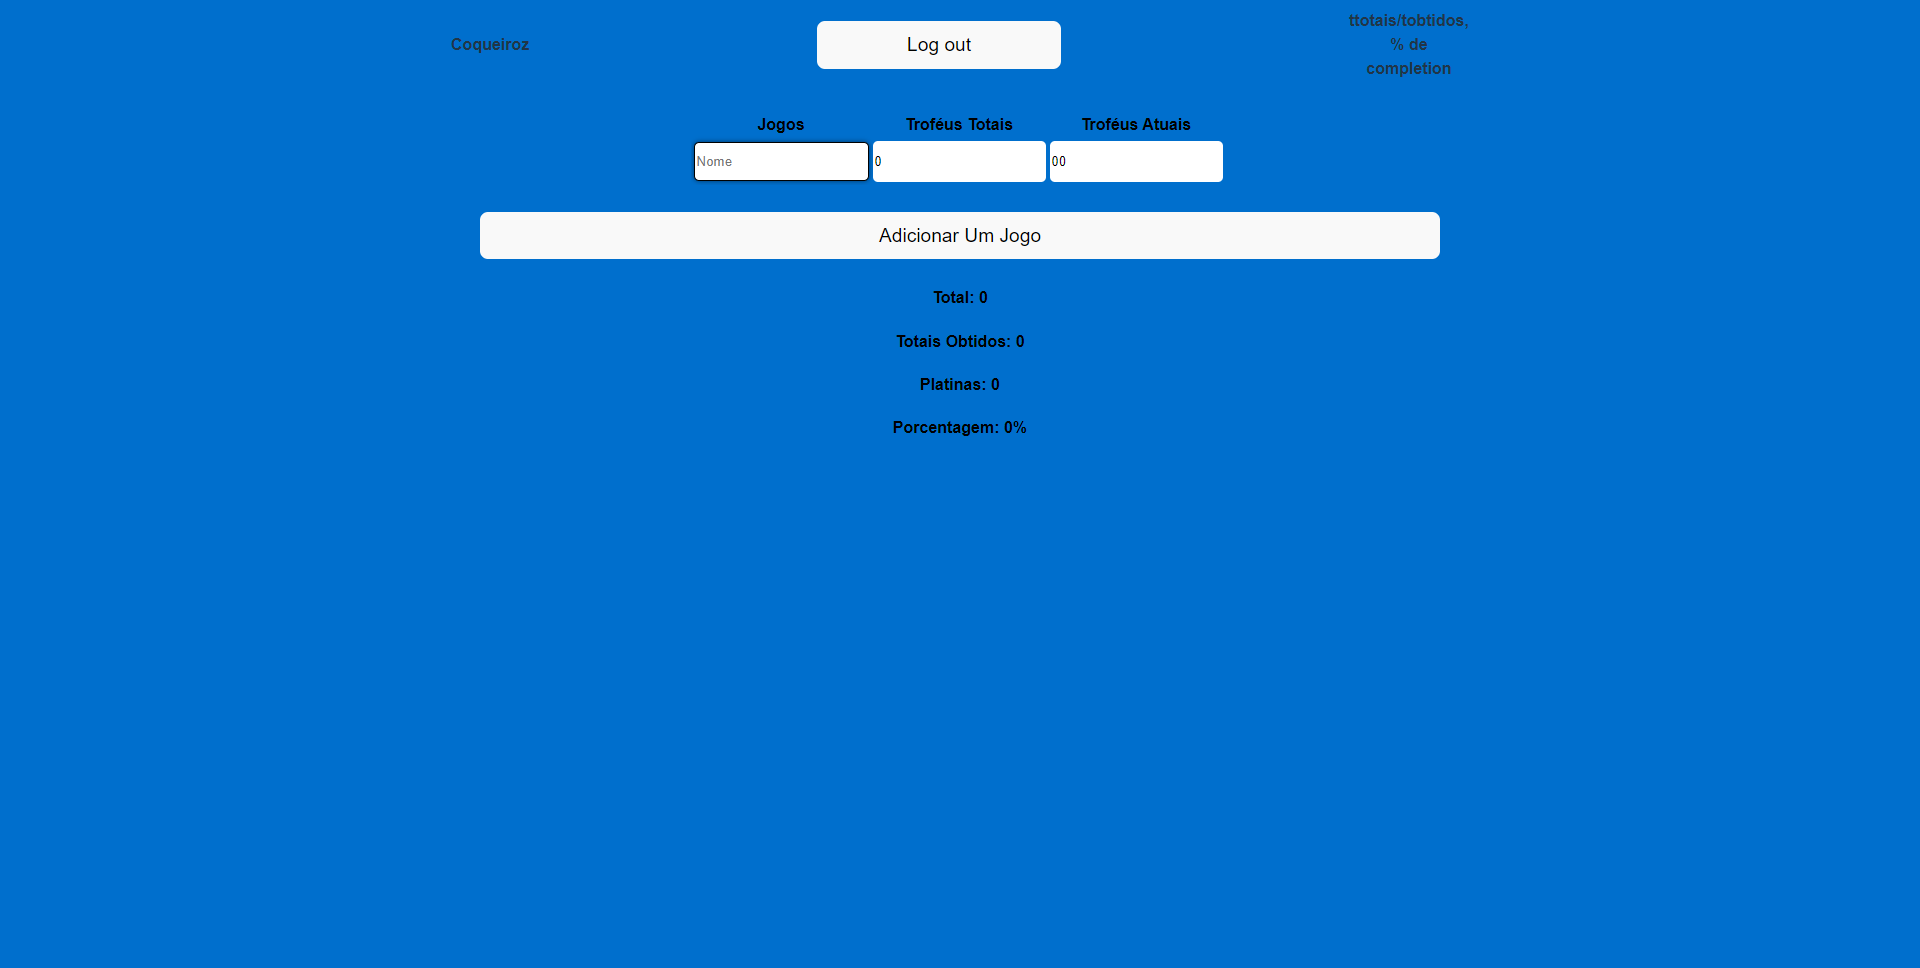 Coqueiroz
Log out
ttotais/tobtidos,
% de
completion
Jogos
Troféus Totais
Troféus Atuais
Nome
0
00
Adicionar Um Jogo
Total: 0
Totais Obtidos: 0
Platinas: 0
Porcentagem: 0%